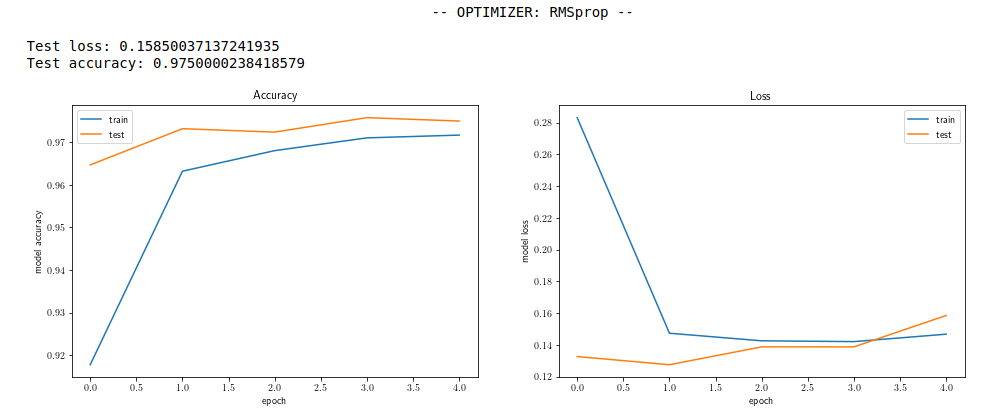 -- OPTIMIZER: RMSprop --
Test loss: 0.15850037137241935
Test accuracy: 0.9750000238418579
Accuracy
train
test
0.97
0.96
0.95
0.94
0.93
0.92
model accuracy
0.0 0.5 1.0 1.5 2.0 2.5 3.0 3.5 4.0
epoch
Loss
train
test
0.28
0.26
0.24
0.22
0.20
0.18
0.16
0.14
0.12
model loss
0.0 0.5 1.0 1.5 2.0 2.5 3.0 3.5 4.0
epoch